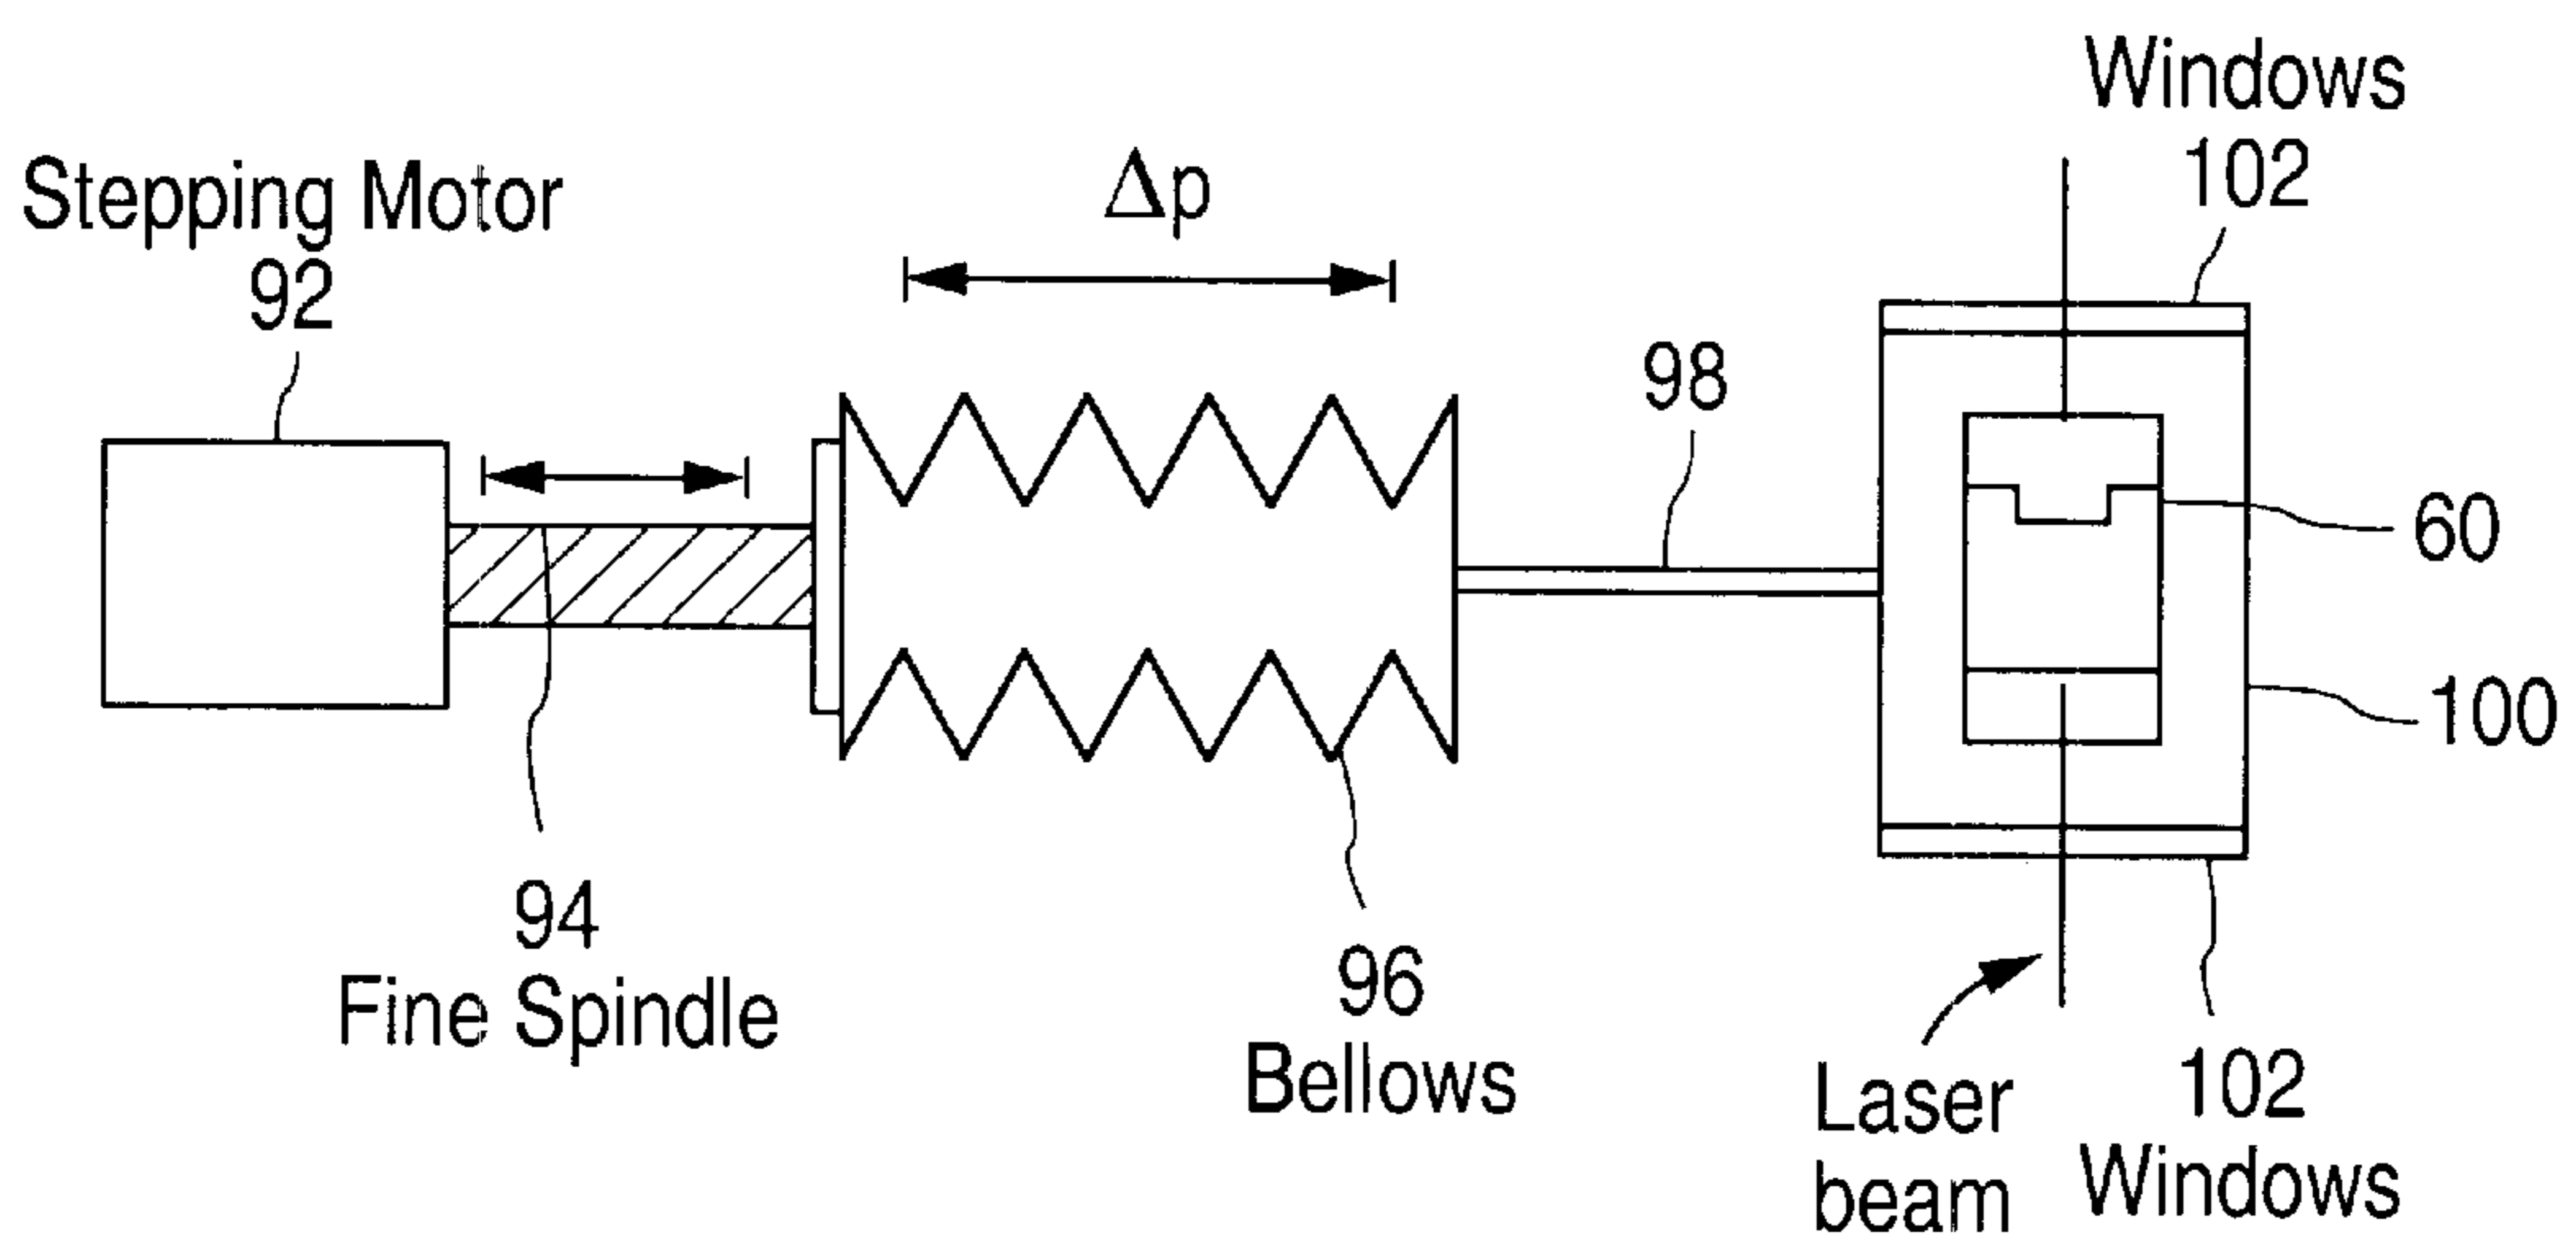 Windows
102
Stepping Motor
92
Δp
98
60
100
94
Fine Spindle
96
Bellows
Laser
beam
102
Windows